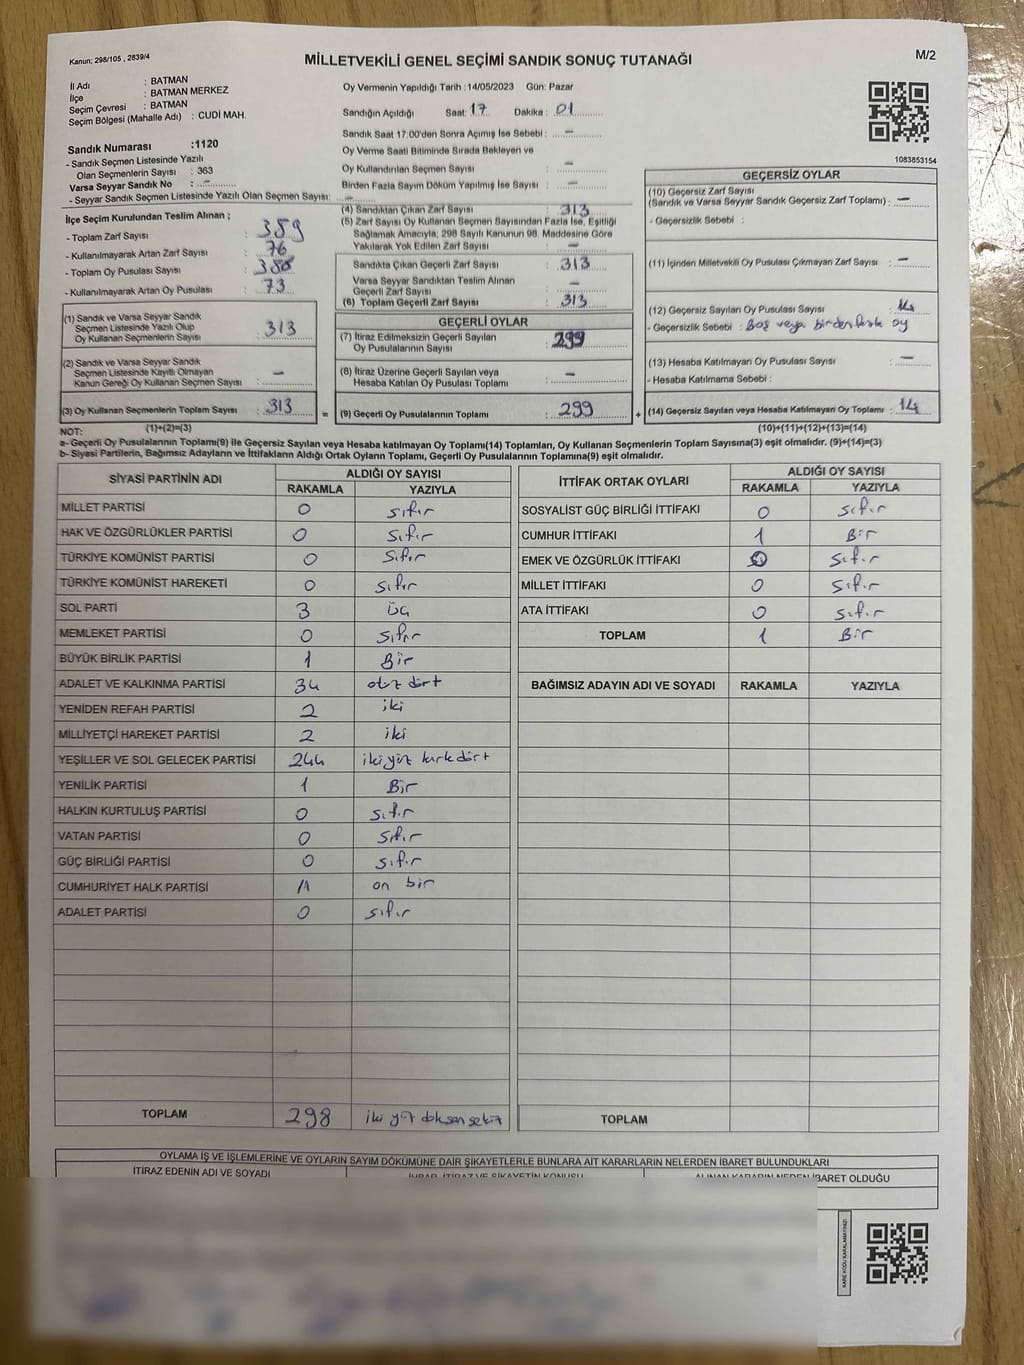 Kanun; 298/105 , 2839/4
MİLLETVEKİLİ GENEL SEÇİMİ SANDIK SONUÇ TUTANAĞI
M/2
İl Adı : BATMAN
İlçe : BATMAN MERKEZ
Seçim Çevresi : BATMAN
Seçim Bölgesi (Mahalle Adı) : CUDİ MAH.
Sandık Numarası :1120
- Sandık Seçmen Listesinde Yazılı
Olan Seçmenlerin Sayısı : 363
Varsa Seyyar Sandık No : -
- Seyyar Sandık Seçmen Listesinde Yazılı Olan Seçmen Sayısı: -
Oy Vermenin Yapıldığı Tarih :14/05/2023 Gün: Pazar
Sandığın Açıldığı Saat: 17 Dakika : 01
Sandık Saat 17:00'den Sonra Açımış İse Sebebi : -
Oy Verme Saati Bitiminde Sırada Bekleyen ve
Oy Kullandırılan Seçmen Sayısı : -
Birden Fazla Sayım Döküm Yapılmış İse Sayısı : -
1083853154
İlçe Seçim Kurulundan Teslim Alınan ;
- Toplam Zarf Sayısı : 389
- Kullanılmayarak Artan Zarf Sayısı : 76
- Toplam Oy Pusulası Sayısı : 386
- Kullanılmayarak Artan Oy Pusulası : 73
(1) Sandık ve Varsa Seyyar Sandık
Seçmen Listesinde Yazılı Olup
Oy Kullanan Seçmenlerin Sayısı : 313
(2) Sandık ve Varsa Seyyar Sandık
Seçmen Listesinde Kayıtlı Olmayan
Kanun Gereği Oy Kullanan Seçmen Sayısı : -
(3) Oy Kullanan Seçmenlerin Toplam Sayısı : 313
(4) Sandıktan Çıkan Zarf Sayısı : 313
(5) Zarf Sayısı Oy Kullanan Seçmen Sayısından Fazla İse, Eşitliği
Sağlamak Amacıyla; 298 Sayılı Kanunun 98. Maddesine Göre
Yakılarak Yok Edilen Zarf Sayısı : -
Sandıkta Çıkan Geçerli Zarf Sayısı : 313
Varsa Seyyar Sandıktan Teslim Alınan
Geçerli Zarf Sayısı : -
(6) Toplam Geçerli Zarf Sayısı : 313
GEÇERLİ OYLAR
(7) İtiraz Edilmeksizin Geçerli Sayılan
Oy Pusulalarının Sayısı : 299
(8) İtiraz Üzerine Geçerli Sayılan veya
Hesaba Katılan Oy Pusulası Toplamı : -
= (9) Geçerli Oy Pusulalarının Toplamı : 299 +
GEÇERSİZ OYLAR
(10) Geçersiz Zarf Sayısı
(Sandık ve Varsa Seyyar Sandık Geçersiz Zarf Toplamı) : -
- Geçersizlik Sebebi :
(11) İçinden Milletvekili Oy Pusulası Çıkmayan Zarf Sayısı : -
(12) Geçersiz Sayılan Oy Pusulası Sayısı : 14
- Geçersizlik Sebebi : Boş veya birden fazla oy
(13) Hesaba Katılmayan Oy Pusulası Sayısı : -
- Hesaba Katılmama Sebebi :
(14) Geçersiz Sayılan veya Hesaba Katılmayan Oy Toplamı : 14
NOT: (1)+(2)=(3) (10)+(11)+(12)+(13)=(14)
a- Geçerli Oy Pusulalarının Toplamı(9) ile Geçersiz Sayılan veya Hesaba katılmayan Oy Toplamı(14) Toplamları, Oy Kullanan Seçmenlerin Toplam Sayısına(3) eşit olmalıdır. (9)+(14)=(3)
b- Siyasi Partilerin, Bağımsız Adayların ve İttifakların Aldığı Ortak Oyların Toplamı, Geçerli Oy Pusulalarının Toplamına(9) eşit olmalıdır.
SİYASİ PARTİNİN ADI ALDIĞI OY SAYISI
RAKAMLA YAZIYLA
MİLLET PARTİSİ 0 sıfır
HAK VE ÖZGÜRLÜKLER PARTİSİ 0 sıfır
TÜRKİYE KOMÜNİST PARTİSİ 0 sıfır
TÜRKİYE KOMÜNİST HAREKETİ 0 sıfır
SOL PARTİ 3 üç
MEMLEKET PARTİSİ 0 sıfır
BÜYÜK BİRLİK PARTİSİ 1 Bir
ADALET VE KALKINMA PARTİSİ 34 otuz dört
YENİDEN REFAH PARTİSİ 2 iki
MİLLİYETÇİ HAREKET PARTİSİ 2 iki
YEŞİLLER VE SOL GELECEK PARTİSİ 244 iki yüz kırk dört
YENİLİK PARTİSİ 1 Bir
HALKIN KURTULUŞ PARTİSİ 0 sıfır
VATAN PARTİSİ 0 sıfır
GÜÇ BİRLİĞİ PARTİSİ 0 sıfır
CUMHURİYET HALK PARTİSİ 11 on bir
ADALET PARTİSİ 0 sıfır
TOPLAM 298 iki yüz doksan sekiz
İTTİFAK ORTAK OYLARI ALDIĞI OY SAYISI
RAKAMLA YAZIYLA
SOSYALİST GÜÇ BİRLİĞİ İTTİFAKI 0 sıfır
CUMHUR İTTİFAKI 1 Bir
EMEK VE ÖZGÜRLÜK İTTİFAKI 0 sıfır
MİLLET İTTİFAKI 0 sıfır
ATA İTTİFAKI 0 sıfır
TOPLAM 1 Bir
BAĞIMSIZ ADAYIN ADI VE SOYADI RAKAMLA YAZIYLA
TOPLAM
OYLAMA İŞ VE İŞLEMLERİNE VE OYLARIN SAYIM DÖKÜMÜNE DAİR ŞİKAYETLERLE BUNLARA AİT KARARLARIN NELERDEN İBARET BULUNDUKLARI
İTİRAZ EDENİN ADI VE SOYADI İHBAR, İTİRAZ VE ŞİKAYETİN KONUSU ALINAN KARARIN NEDEN İBARET OLDUĞU
KARE KODU KARALAMAYINIZ!